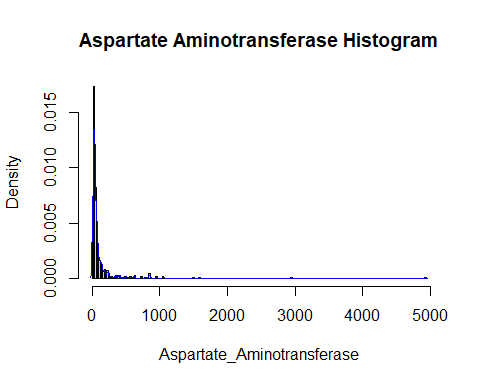 Aspartate Aminotransferase Histogram
Density
0.015
0.010
0.005
0.000
0 1000 2000 3000 4000 5000
Aspartate_Aminotransferase